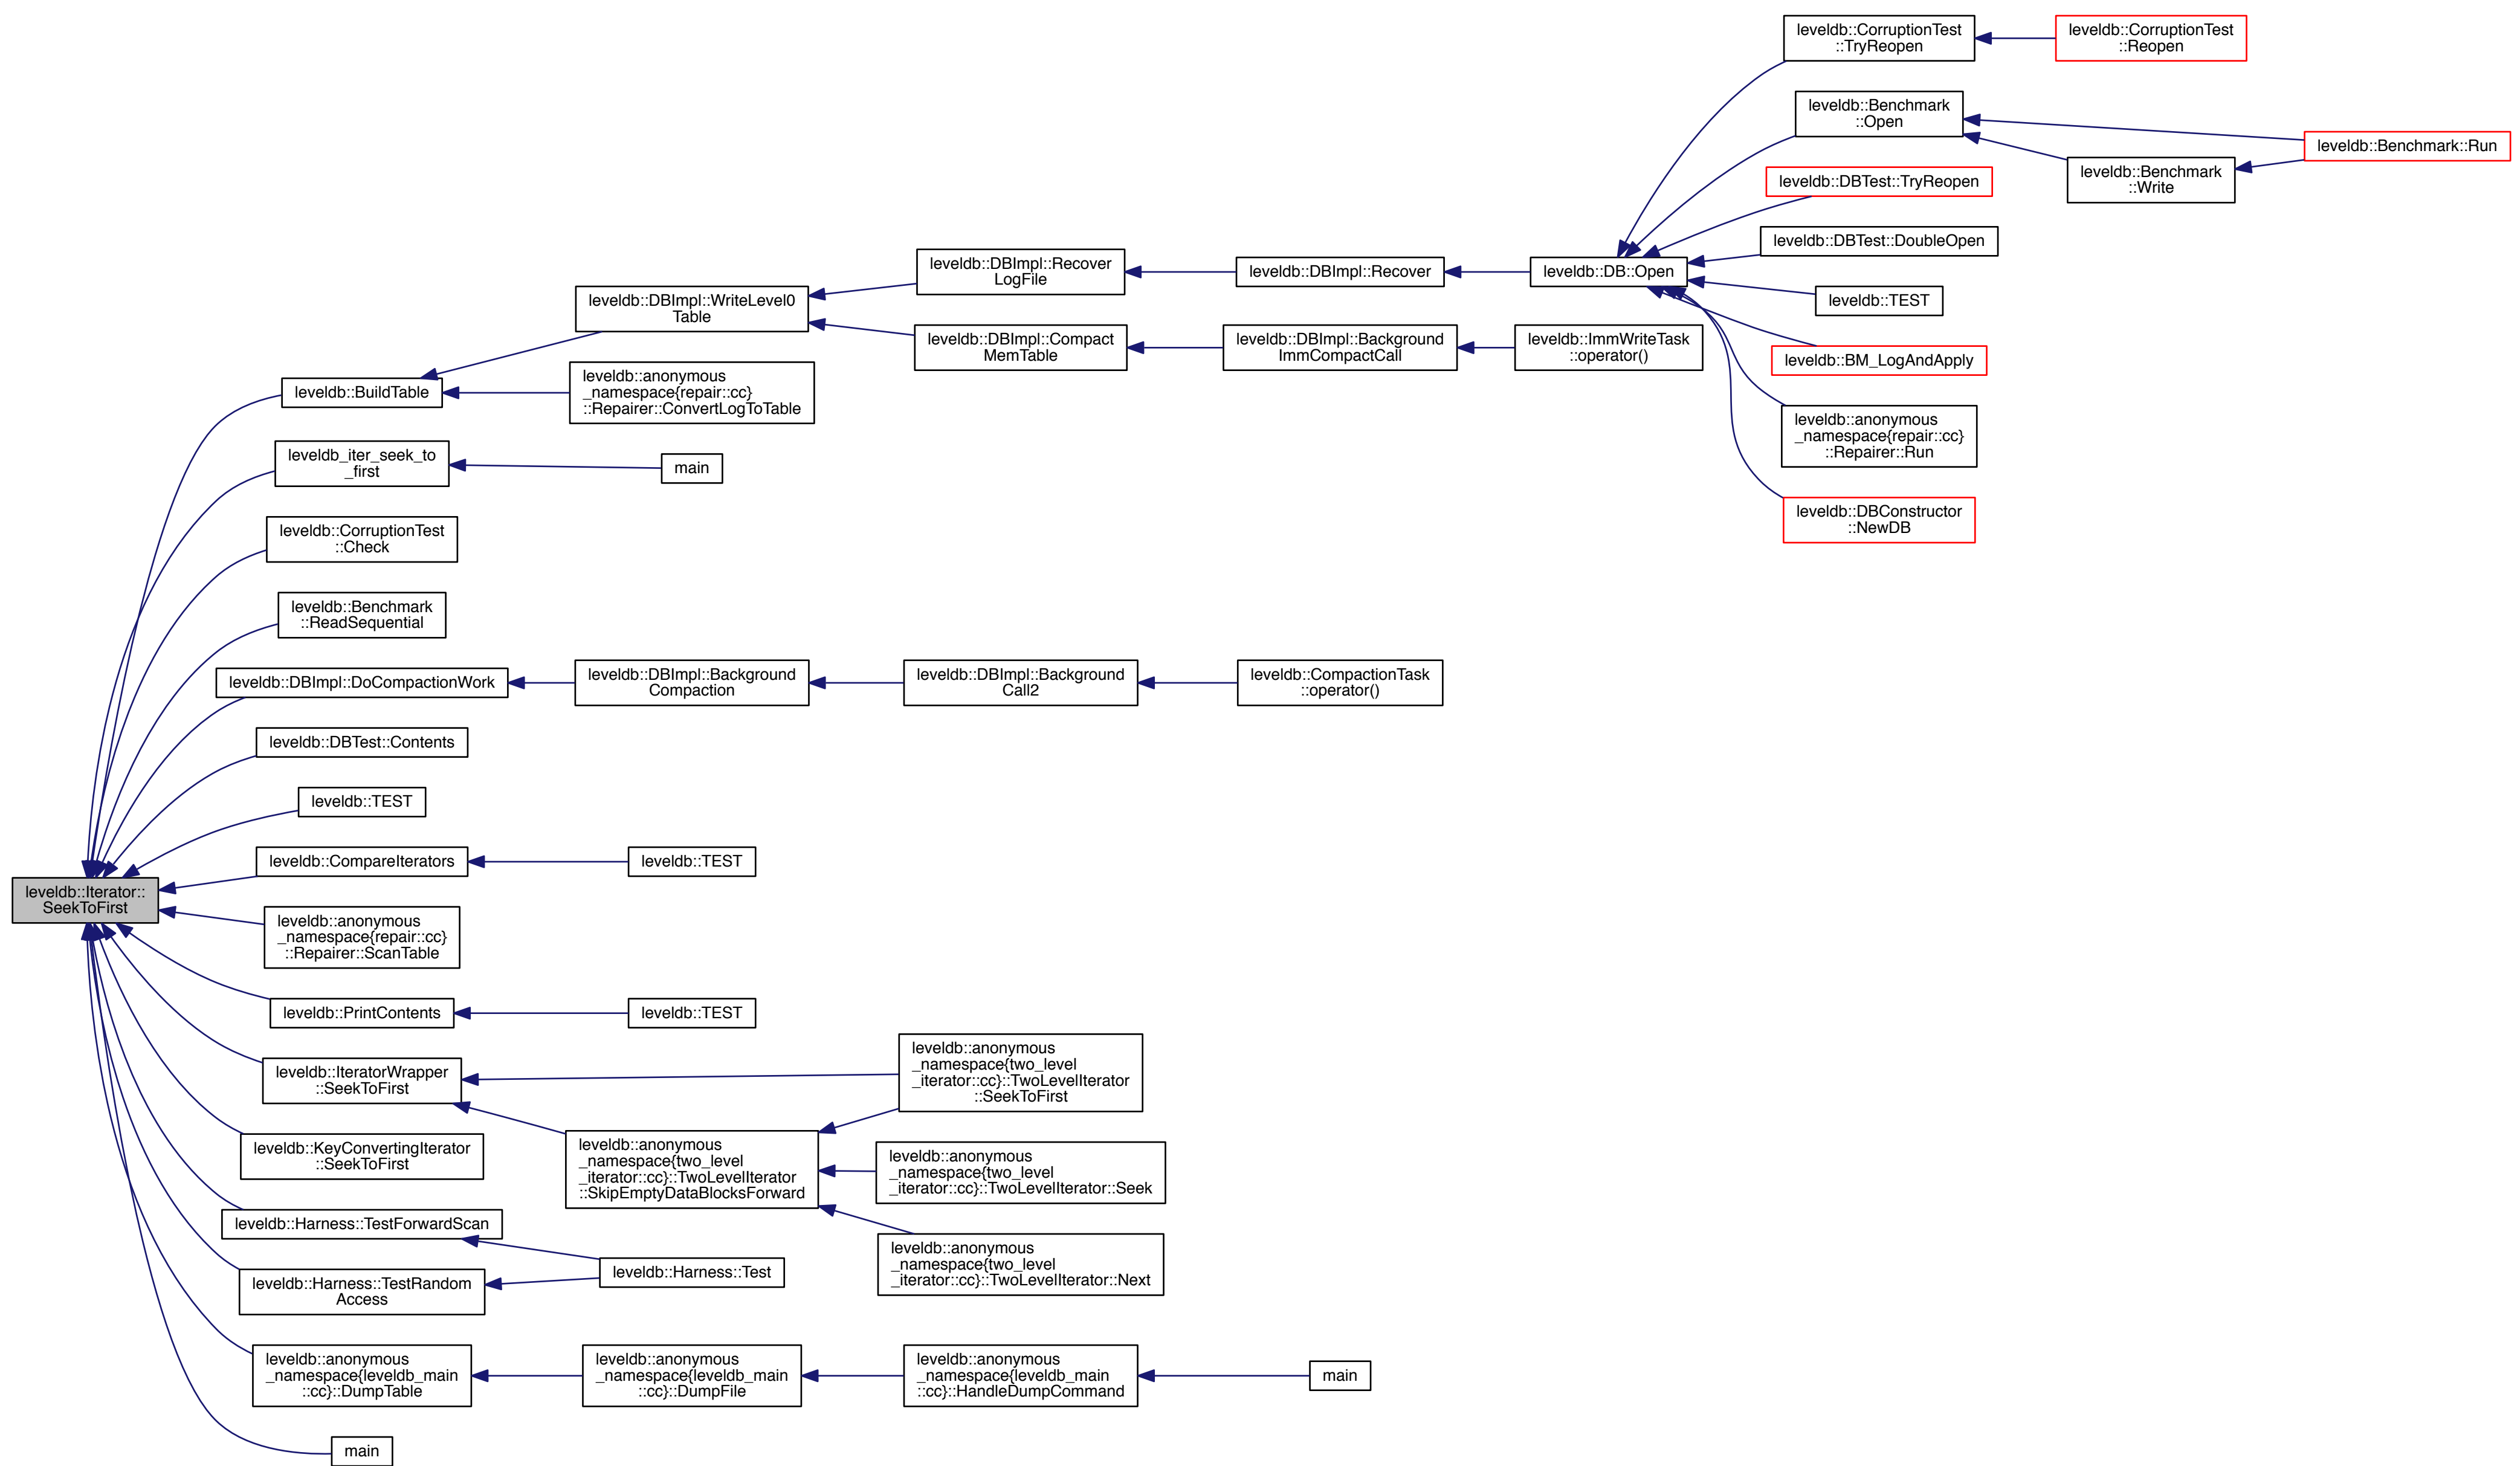 leveldb::CorruptionTest
::TryReopen
leveldb::CorruptionTest
::Reopen
leveldb::Benchmark
::Open
leveldb::Benchmark::Run
leveldb::Benchmark
::Write
leveldb::DBTest::TryReopen
leveldb::DBTest::DoubleOpen
leveldb::DBImpl::Recover
LogFile
leveldb::DBImpl::Recover
leveldb::DB::Open
leveldb::TEST
leveldb::DBImpl::WriteLevel0
Table
leveldb::DBImpl::Compact
MemTable
leveldb::DBImpl::Background
ImmCompactCall
leveldb::ImmWriteTask
::operator()
leveldb::BM_LogAndApply
leveldb::BuildTable
leveldb::anonymous
_namespace{repair::cc}
::Repairer::ConvertLogToTable
leveldb::anonymous
_namespace{repair::cc}
::Repairer::Run
leveldb_iter_seek_to
_first
main
leveldb::DBConstructor
::NewDB
leveldb::CorruptionTest
::Check
leveldb::Benchmark
::ReadSequential
leveldb::DBImpl::DoCompactionWork
leveldb::DBImpl::Background
Compaction
leveldb::DBImpl::Background
Call2
leveldb::CompactionTask
::operator()
leveldb::DBTest::Contents
leveldb::TEST
leveldb::CompareIterators
leveldb::TEST
leveldb::Iterator::
SeekToFirst
leveldb::anonymous
_namespace{repair::cc}
::Repairer::ScanTable
leveldb::PrintContents
leveldb::TEST
leveldb::IteratorWrapper
::SeekToFirst
leveldb::anonymous
_namespace{two_level
_iterator::cc}::TwoLevelIterator
::SeekToFirst
leveldb::KeyConvertingIterator
::SeekToFirst
leveldb::anonymous
_namespace{two_level
_iterator::cc}::TwoLevelIterator
::SkipEmptyDataBlocksForward
leveldb::anonymous
_namespace{two_level
_iterator::cc}::TwoLevelIterator::Seek
leveldb::Harness::TestForwardScan
leveldb::anonymous
_namespace{two_level
_iterator::cc}::TwoLevelIterator::Next
leveldb::Harness::TestRandom
Access
leveldb::Harness::Test
leveldb::anonymous
_namespace{leveldb_main
::cc}::DumpTable
leveldb::anonymous
_namespace{leveldb_main
::cc}::DumpFile
leveldb::anonymous
_namespace{leveldb_main
::cc}::HandleDumpCommand
main
main